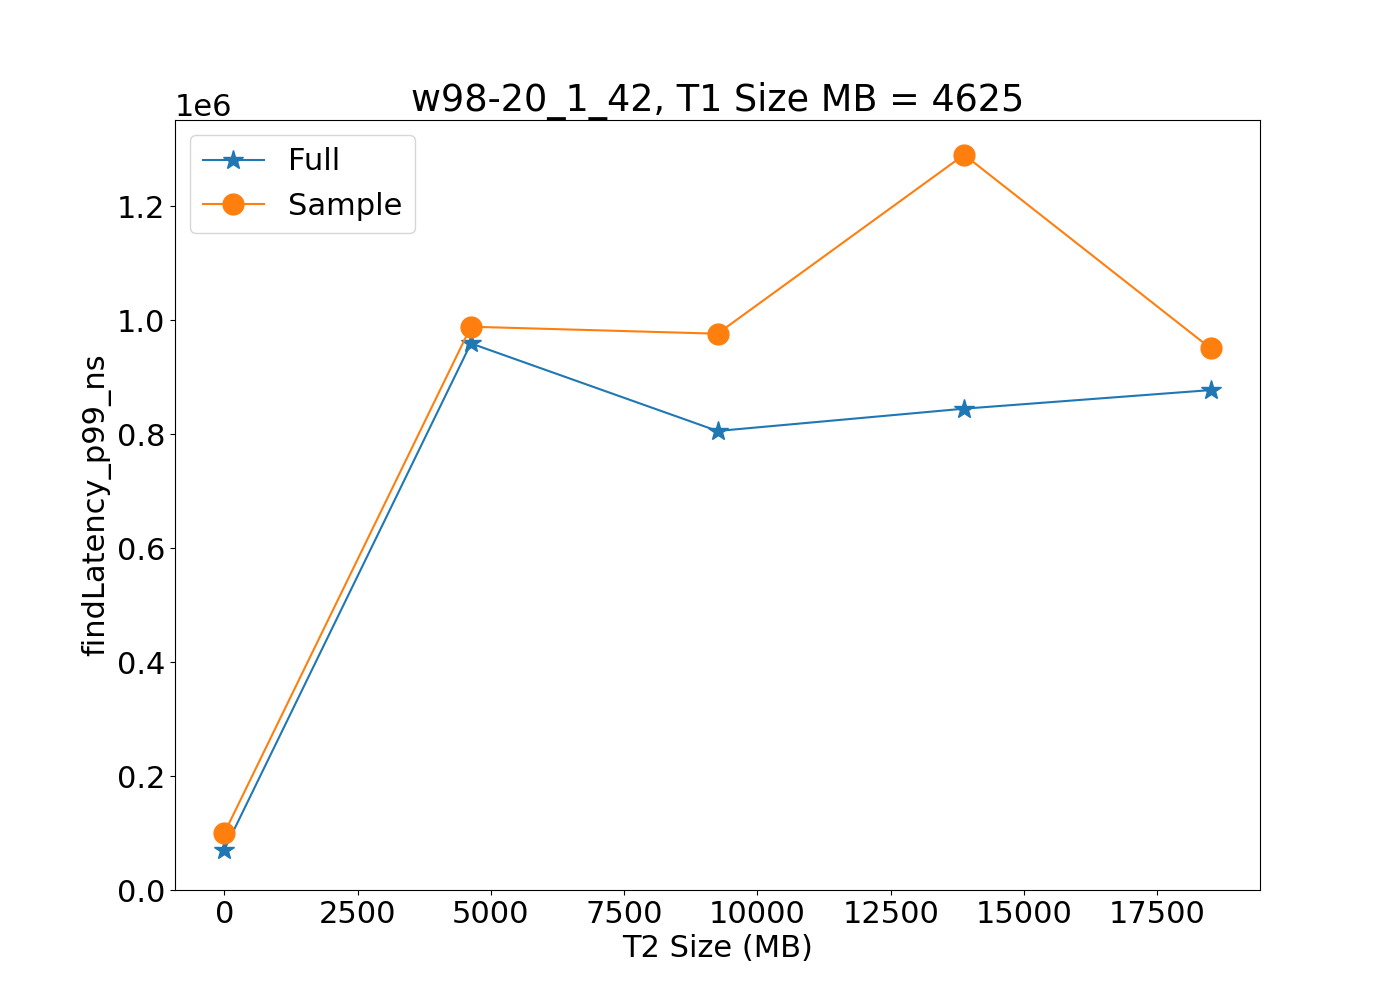 w98-20_1_42, T1 Size MB = 4625
1e6
Full
Sample
1.2
1.0
0.8
0.6
0.4
0.2
0.0
findLatency_p99_ns
0 2500 5000 7500 10000 12500 15000 17500
T2 Size (MB)